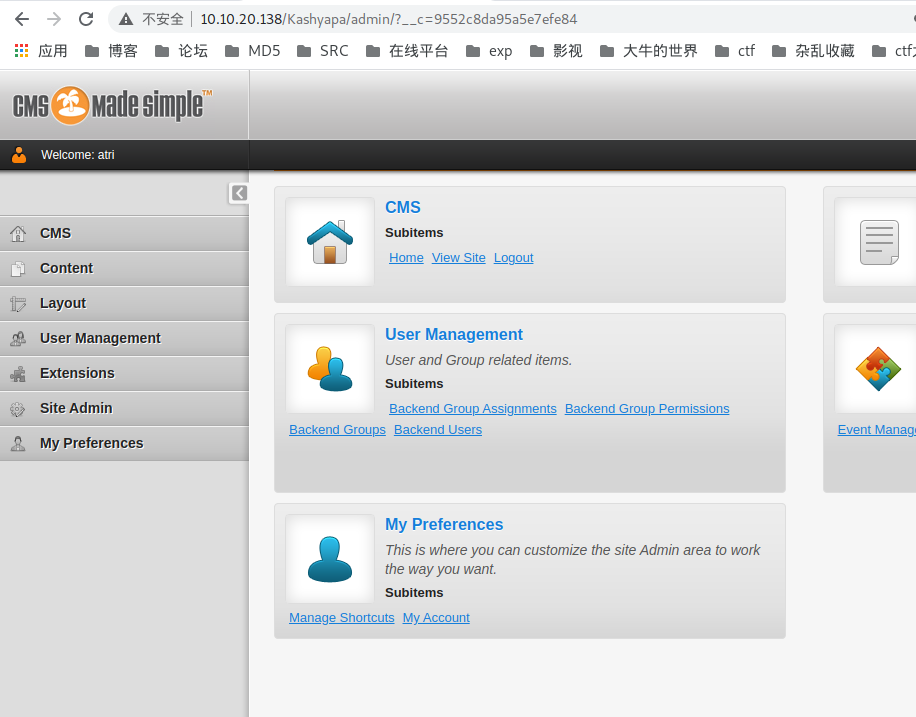 不安全 10.10.20.138/Kashyapa/admin/?__c=9552c8da95a5e7efe84
应用 博客 论坛 MD5 SRC 在线平台 exp 影视 大牛的世界 ctf 杂乱收藏
CMS Made Simple™
Welcome: atri
CMS
Content
Layout
User Management
Extensions
Site Admin
My Preferences
CMS
Subitems
Home View Site Logout
User Management
User and Group related items.
Subitems
Backend Group Assignments Backend Group Permissions
Backend Groups Backend Users
Event Manag
My Preferences
This is where you can customize the site Admin area to work
the way you want.
Subitems
Manage Shortcuts My Account